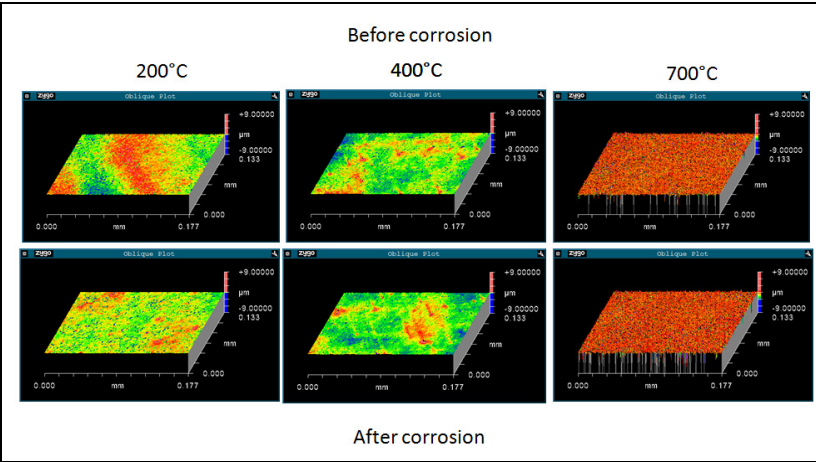 Before corrosion
200°C
400°C
700°C
zygo
Oblique Plot
+9.00000
µm
-9.00000
0.133
mm
0.000
0.000
mm
0.177
zygo
Oblique Plot
+9.00000
µm
-9.00000
0.133
mm
0.000
0.000
mm
0.177
zygo
Oblique Plot
+9.00000
µm
-9.00000
0.133
mm
0.000
0.000
mm
0.177
zygo
Oblique Plot
+9.00000
µm
-9.00000
0.133
mm
0.000
0.000
mm
0.177
zygo
Oblique Plot
+9.00000
µm
-9.00000
0.133
mm
0.000
0.000
mm
0.177
zygo
Oblique Plot
+9.00000
µm
-9.00000
0.133
mm
0.000
0.000
mm
0.177
After corrosion